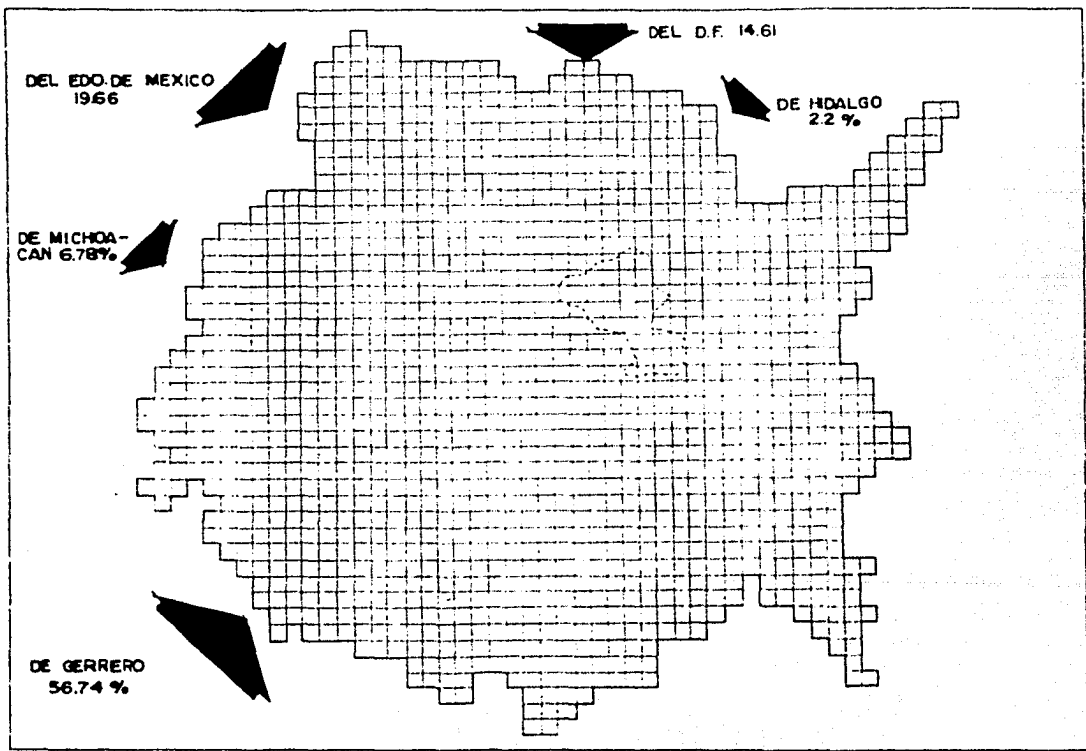 DEL D.F. 14.61
DEL EDO. DE MEXICO
19.66
DE HIDALGO
2.2 %
DE MICHOA-
CAN 6.78%
DE GERRERO
56.74 %